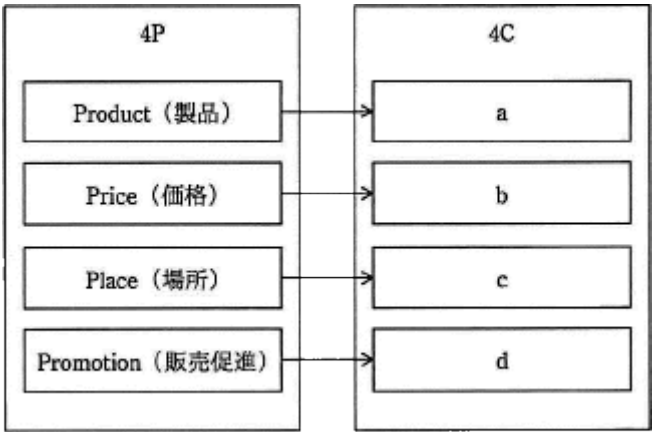 4P
4C
Product（製品）
a
Price（価格）
b
Place（場所）
c
Promotion（販売促進）
d